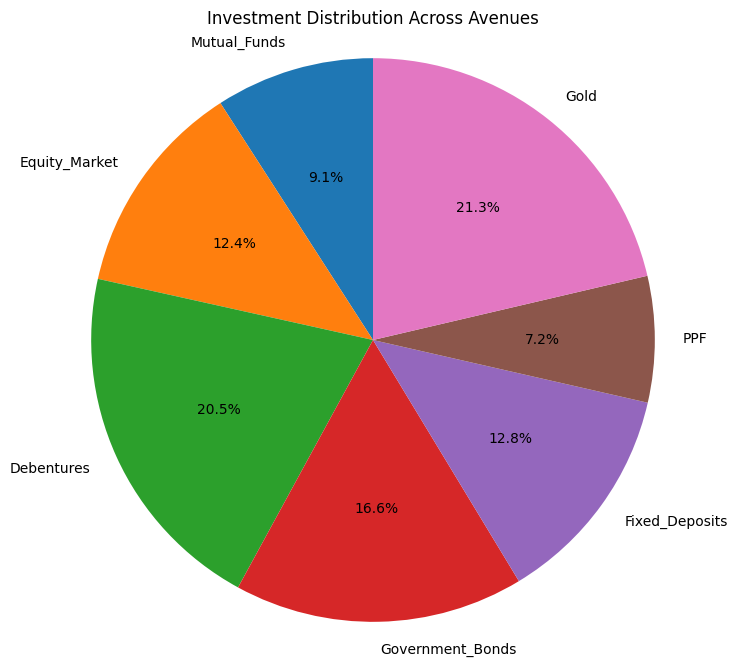 Investment Distribution Across Avenues
Mutual_Funds
Gold
Equity_Market
9.1%
21.3%
12.4%
7.2%
PPF
20.5%
12.8%
Debentures
16.6%
Fixed_Deposits
Government_Bonds